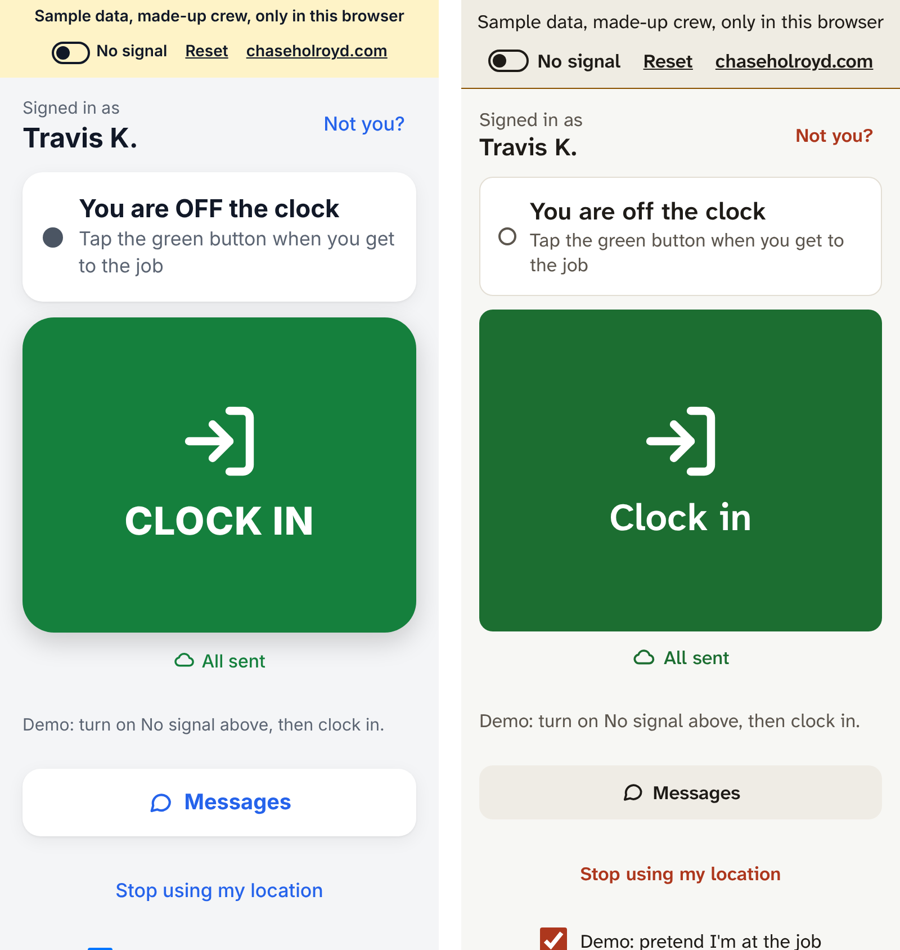 Sample data, made-up crew, only in this browser
No signal Reset chaseholroyd.com
Signed in as
Travis K.
Not you?
You are OFF the clock
Tap the green button when you get
to the job
CLOCK IN
All sent
Demo: turn on No signal above, then clock in.
Messages
Stop using my location
Sample data, made-up crew, only in this browser
No signal Reset chaseholroyd.com
Signed in as
Travis K.
Not you?
You are off the clock
Tap the green button when you get to
the job
Clock in
All sent
Demo: turn on No signal above, then clock in.
Messages
Stop using my location
Demo: pretend I'm at the job